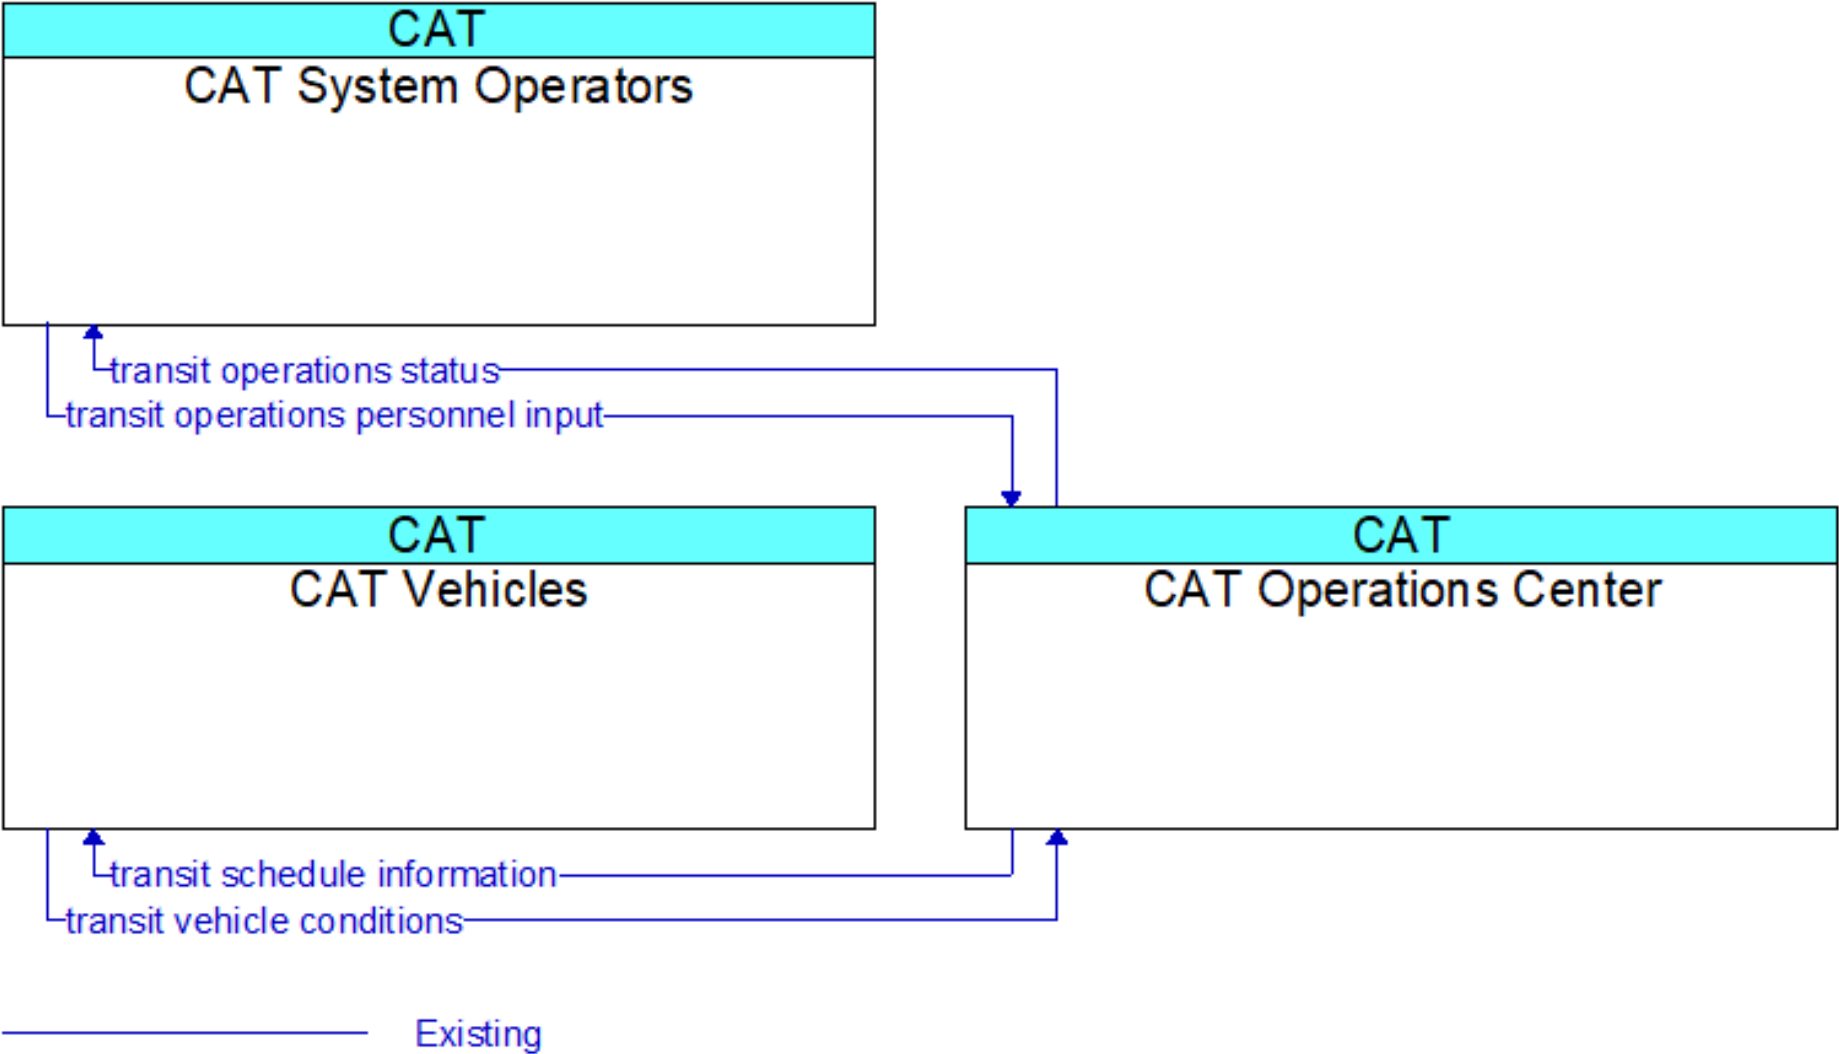 CAT
CAT System Operators
transit operations status
transit operations personnel input
CAT
CAT Vehicles
CAT
CAT Operations Center
transit schedule information
transit vehicle conditions
Existing